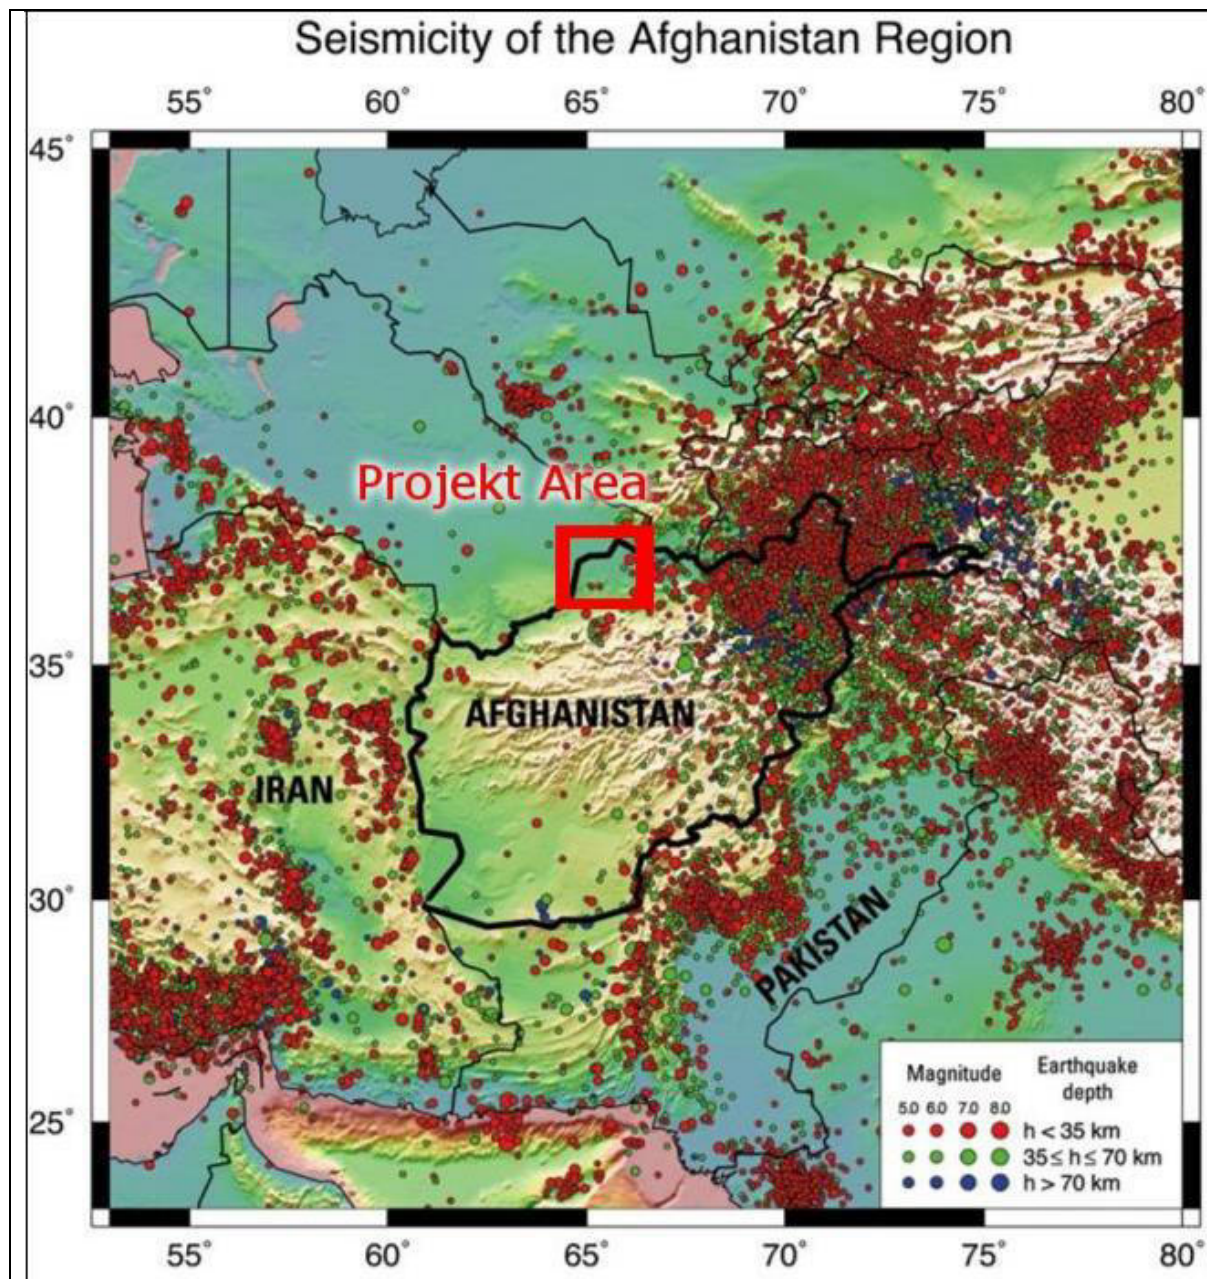 Seismicity of the Afghanistan Region
55° 60° 65° 70° 75° 80°
45°
40°
Projekt Area
35°
AFGHANISTAN
IRAN
30°
PAKISTAN
Magnitude Earthquake depth
5.0 6.0 7.0 8.0
h < 35 km
35 ≤ h ≤ 70 km
h > 70 km
25°
55° 60° 65° 70° 75° 80°